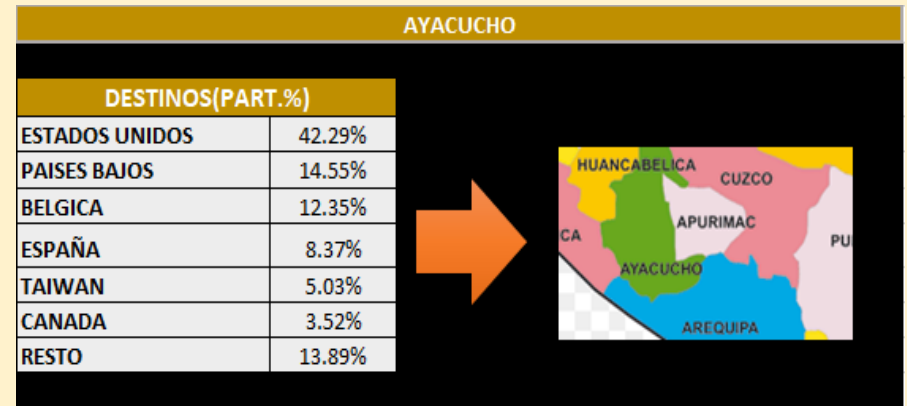 AYACUCHO
DESTINOS(PART.%)
ESTADOS UNIDOS 42.29%
PAISES BAJOS 14.55%
BELGICA 12.35%
ESPAÑA 8.37%
TAIWAN 5.03%
CANADA 3.52%
RESTO 13.89%
HUANCABELICA
CUZCO
APURIMAC
CA
PU
AYACUCHO
AREQUIPA